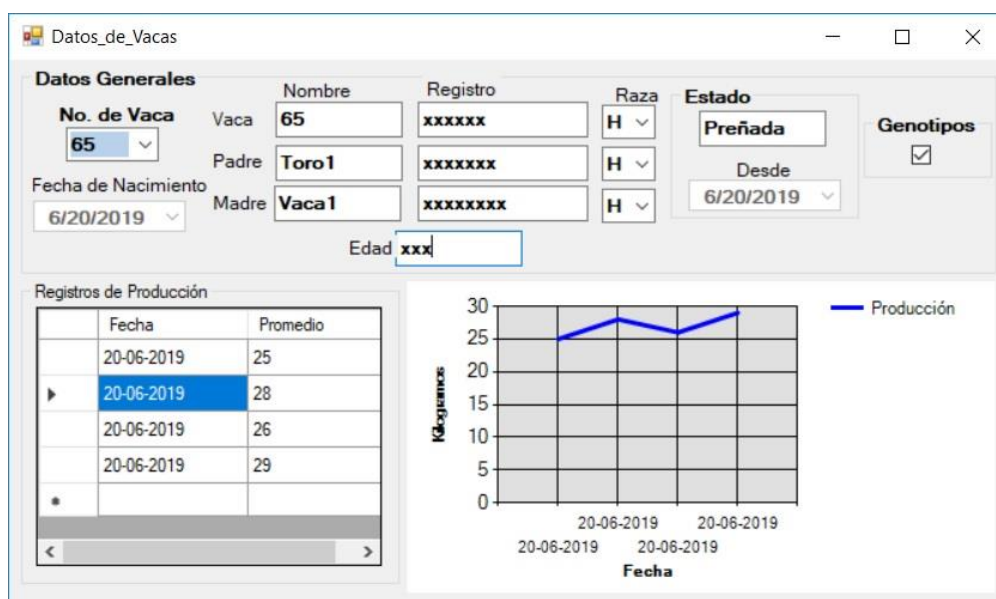 Datos_de_Vacas
Datos Generales
No. de Vaca
65
Fecha de Nacimiento
6/20/2019
Nombre Registro Raza
Vaca 65 xxxxxx H
Padre Toro1 xxxxxxx H
Madre Vaca1 xxxxxxxx H
Edad xxx
Estado
Preñada
Desde
6/20/2019
Genotipos
Registros de Producción
Fecha Promedio
20-06-2019 25
20-06-2019 28
20-06-2019 26
20-06-2019 29
Kilogramos
30
25
20
15
10
5
0
20-06-2019 20-06-2019
20-06-2019 20-06-2019
Fecha
Producción